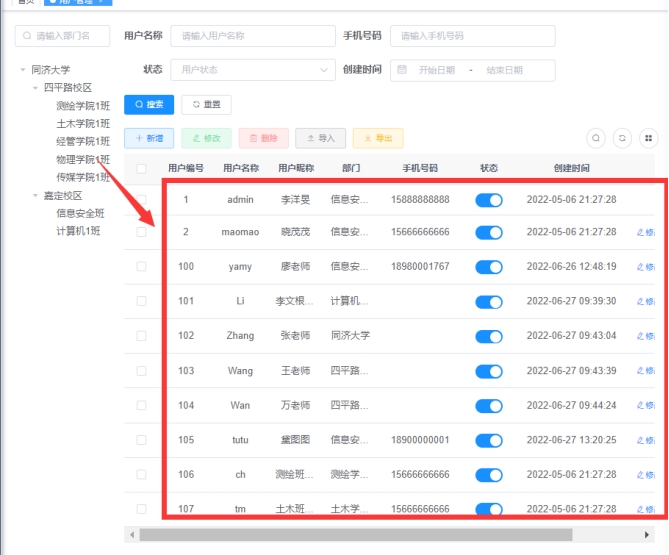 首页 用户管理 ×
请输入部门名
用户名称 请输入用户名称 手机号码 请输入手机号码
状态 用户状态 创建时间 开始日期 - 结束日期
搜索 重置
新增 修改 删除 导入 导出
同济大学
四平路校区
测绘学院1班
土木学院1班
经管学院1班
物理学院1班
传媒学院1班
嘉定校区
信息安全班
计算机1班
用户编号 用户名称 用户昵称 部门 手机号码 状态 创建时间
1 admin 李洋旻 信息安... 15888888888 2022-05-06 21:27:28
2 maomao 晓茂茂 信息安... 15666666666 2022-05-06 21:27:28 修
100 yamy 廖老师 信息安... 18980001767 2022-06-26 12:48:19 修
101 Li 李文根... 计算机... 2022-06-27 09:39:30 修
102 Zhang 张老师 同济大学 2022-06-27 09:43:04 修
103 Wang 王老师 四平路... 2022-06-27 09:43:39 修
104 Wan 万老师 四平路... 2022-06-27 09:44:24 修
105 tutu 图图 信息安... 18900000001 2022-06-27 13:20:25 修
106 ch 测绘班... 测绘学... 15666666666 2022-05-06 21:27:28 修
107 tm 土木班... 土木学... 15666666666 2022-05-06 21:27:28 修